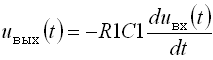 u_вых(t) = −R1C1 du_вх(t)/dt